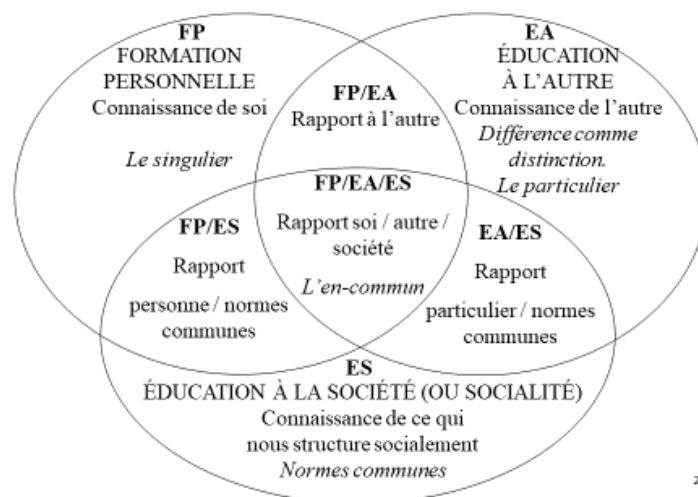 FP
FORMATION
PERSONNELLE
Connaissance de soi
Le singulier
FP/EA
Rapport à l'autre
EA
ÉDUCATION
À L'AUTRE
Connaissance de l'autre
Différence comme
distinction.
Le particulier
FP/EA/ES
Rapport soi / autre /
société
L'en-commun
FP/ES
Rapport
personne / normes
communes
EA/ES
Rapport
particulier / normes
communes
ES
ÉDUCATION À LA SOCIÉTÉ (OU SOCIALITÉ)
Connaissance de ce qui
nous structure socialement
Normes communes